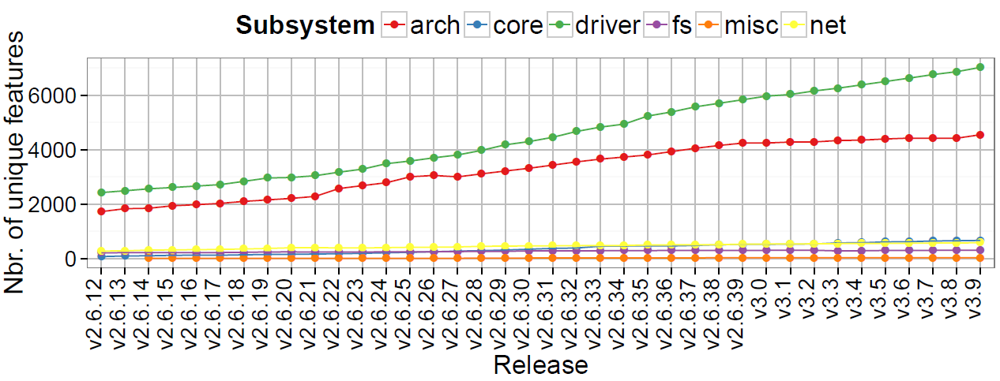 Subsystem arch core driver fs misc net
Nbr. of unique features
6000
4000
2000
0
v2.6.12
v2.6.13
v2.6.14
v2.6.15
v2.6.16
v2.6.17
v2.6.18
v2.6.19
v2.6.20
v2.6.21
v2.6.22
v2.6.23
v2.6.24
v2.6.25
v2.6.26
v2.6.27
v2.6.28
v2.6.29
v2.6.30
v2.6.31
v2.6.32
v2.6.33
v2.6.34
v2.6.35
v2.6.36
v2.6.37
v2.6.38
v2.6.39
v3.0
v3.1
v3.2
v3.3
v3.4
v3.5
v3.6
v3.7
v3.8
v3.9
Release